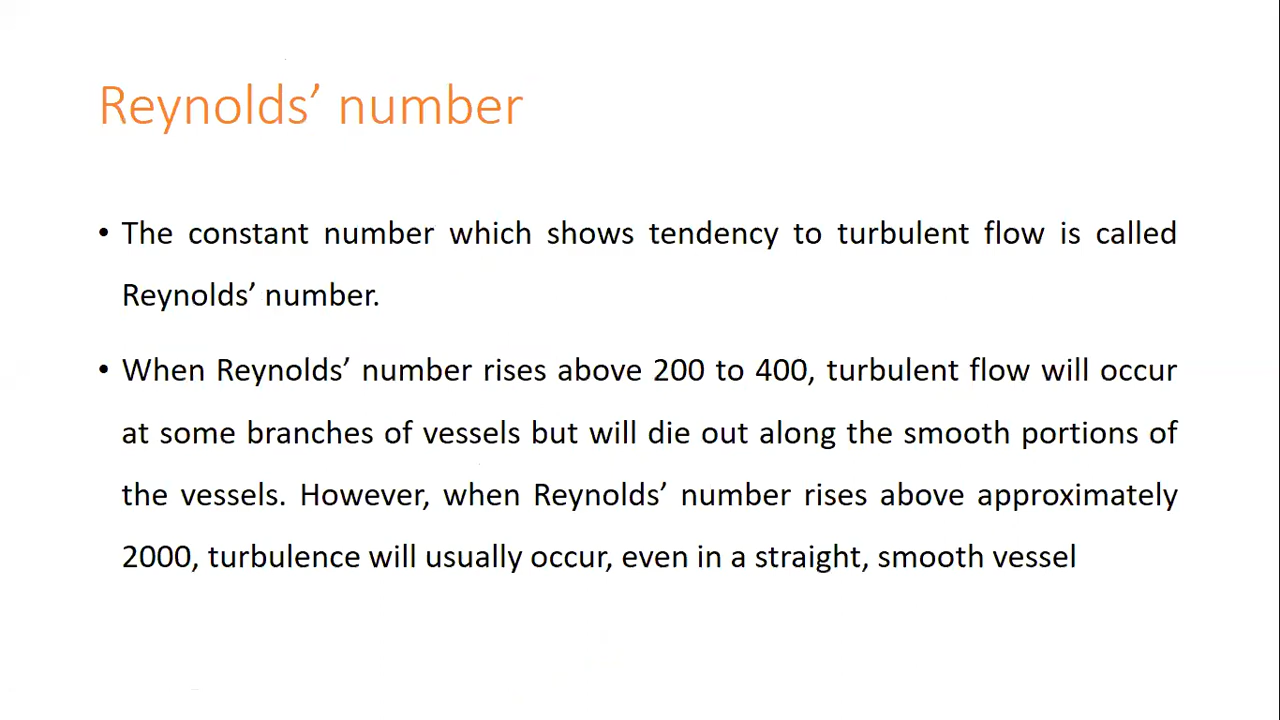 Reynolds’ number
• The constant number which shows tendency to turbulent flow is called
Reynolds’ number.
• When Reynolds’ number rises above 200 to 400, turbulent flow will occur
at some branches of vessels but will die out along the smooth portions of
the vessels. However, when Reynolds’ number rises above approximately
2000, turbulence will usually occur, even in a straight, smooth vessel